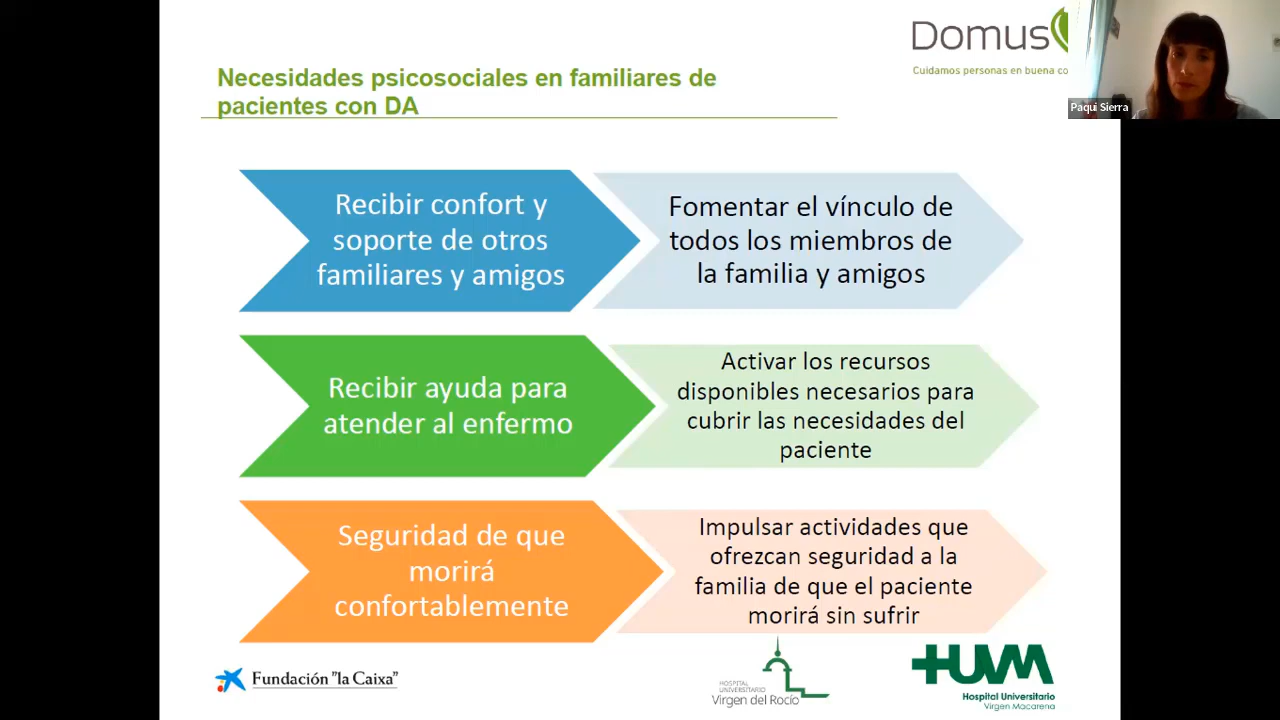 Domus
Cuidamos personas en buena co
Paqui Sierra
Necesidades psicosociales en familiares de
pacientes con DA
Recibir confort y
soporte de otros
familiares y amigos
Fomentar el vínculo de
todos los miembros de
la familia y amigos
Recibir ayuda para
atender al enfermo
Activar los recursos
disponibles necesarios para
cubrir las necesidades del
paciente
Seguridad de que
morirá
confortablemente
Impulsar actividades que
ofrezcan seguridad a la
familia de que el paciente
morirá sin sufrir
Fundación "la Caixa"
HOSPITAL
UNIVERSITARIO
Virgen del Rocío
HUVM
Hospital Universitario
Virgen Macarena